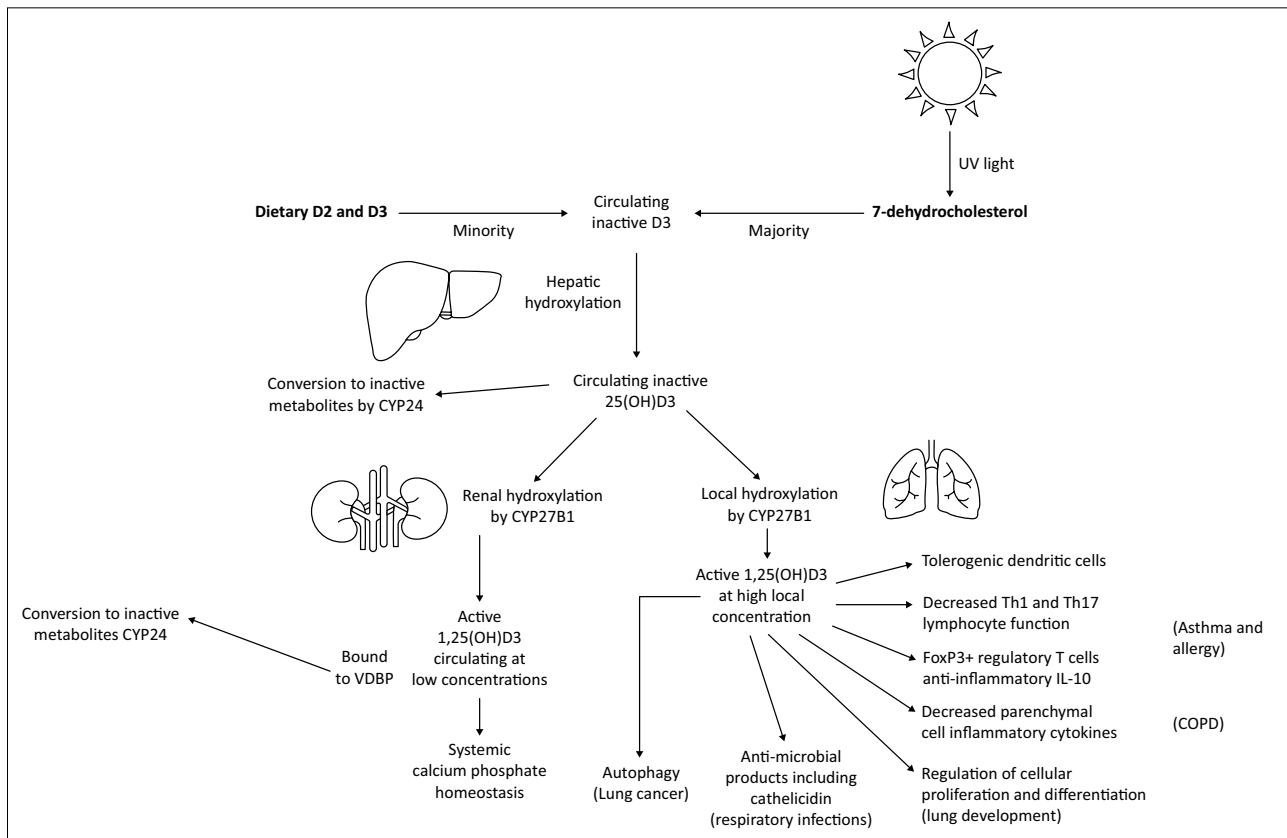 UV light
Dietary D2 and D3
Minority
Circulating
inactive D3
Majority
7-dehydrocholesterol
Hepatic
hydroxylation
Conversion to inactive
metabolites by CYP24
Circulating inactive
25(OH)D3
Renal hydroxylation
by CYP27B1
Local hydroxylation
by CYP27B1
Conversion to inactive
metabolites CYP24
Bound
to VDBP
Active
1,25(OH)D3
circulating at
low concentrations
Systemic
calcium phosphate
homeostasis
Active 1,25(OH)D3
at high local
concentration
Tolerogenic dendritic cells
Decreased Th1 and Th17
lymphocyte function
FoxP3+ regulatory T cells
anti-inflammatory IL-10
(Asthma and
allergy)
Decreased parenchymal
cell inflammatory cytokines
(COPD)
Autophagy
(Lung cancer)
Anti-microbial
products including
cathelicidin
(respiratory infections)
Regulation of cellular
proliferation and differentiation
(lung development)